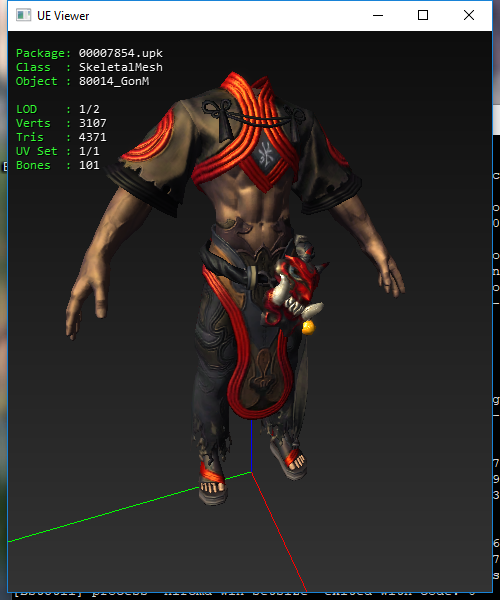 UE Viewer
Package: 00007854.upk
Class : SkeletalMesh
Object : 80014_GonM
LOD : 1/2
Verts : 3107
Tris : 4371
UV Set : 1/1
Bones : 101